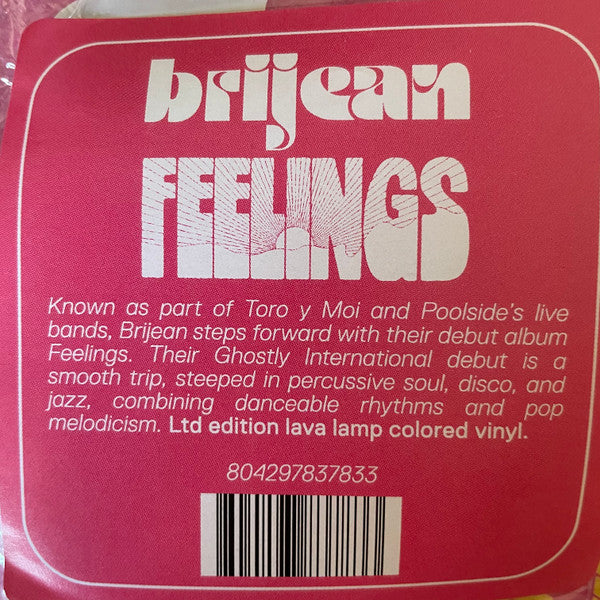 brijean
FEELINGS
Known as part of Toro y Moi and Poolside's live
bands, Brijean steps forward with their debut album
Feelings. Their Ghostly International debut is a
smooth trip, steeped in percussive soul, disco, and
jazz, combining danceable rhythms and pop
melodicism. Ltd edition lava lamp colored vinyl.
804297837833